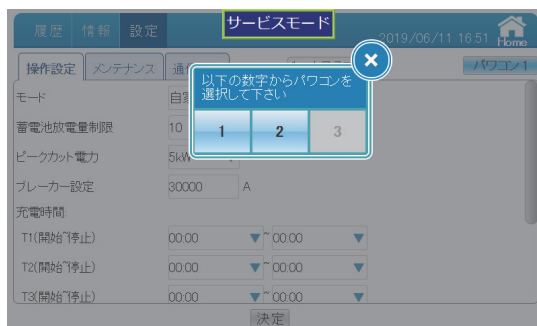 サービスモード
履歴 情報 設定 2019/06/11 16:51 Home
操作設定 メンテナンス 通 パワコン1
以下の数字からパワコンを
選択して下さい
1 2 3
モード 自
蓄電池放電量制限 10
ピークカット電力 5kW
ブレーカー設定 30000 A
充電時間:
T1(開始~停止) 00:00 ▼ ~ 00:00 ▼
T2(開始~停止) 00:00 ▼ ~ 00:00 ▼
T3(開始~停止) 00:00 ▼ ~ 00:00 ▼
決定